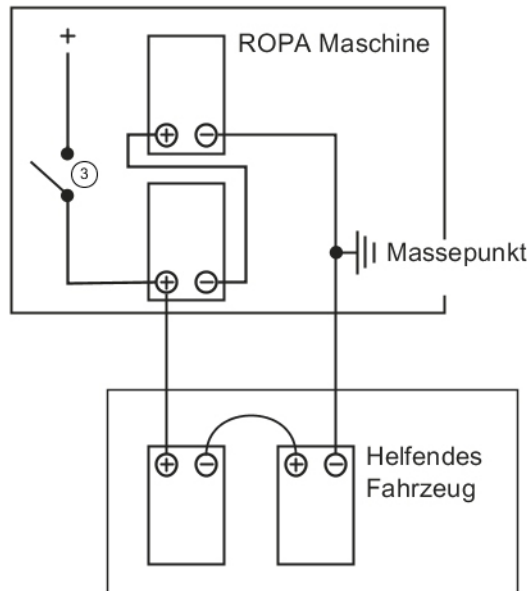 ROPA Maschine
+
3
+ −
Massepunkt
+ −
+ − + −
Helfendes
Fahrzeug